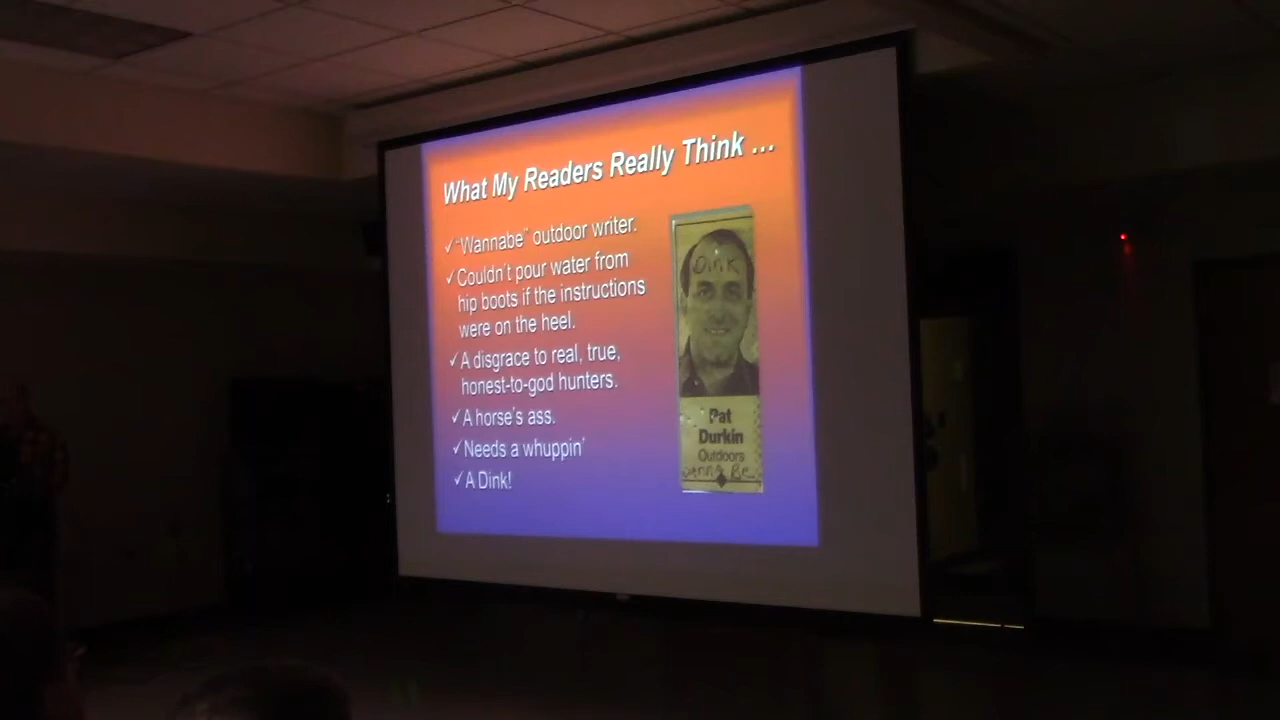 What My Readers Really Think ...
✓"Wannabe" outdoor writer.
✓Couldn't pour water from
hip boots if the instructions
were on the heel.
✓A disgrace to real, true,
honest-to-god hunters.
✓A horse's ass.
✓Needs a whuppin'
✓A Dink!
Dink
Pat
Durkin
Outdoors
Wanna Be